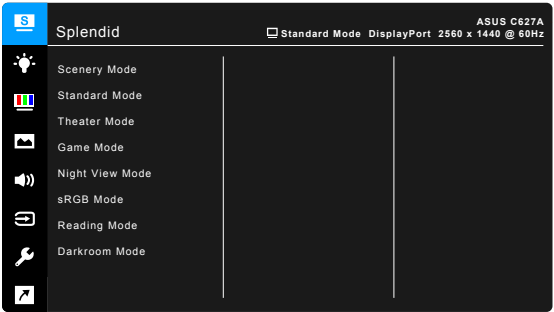 S
ASUS C627A
Splendid
Standard Mode DisplayPort 2560 x 1440 @ 60Hz
Scenery Mode
Standard Mode
Theater Mode
Game Mode
Night View Mode
sRGB Mode
Reading Mode
Darkroom Mode